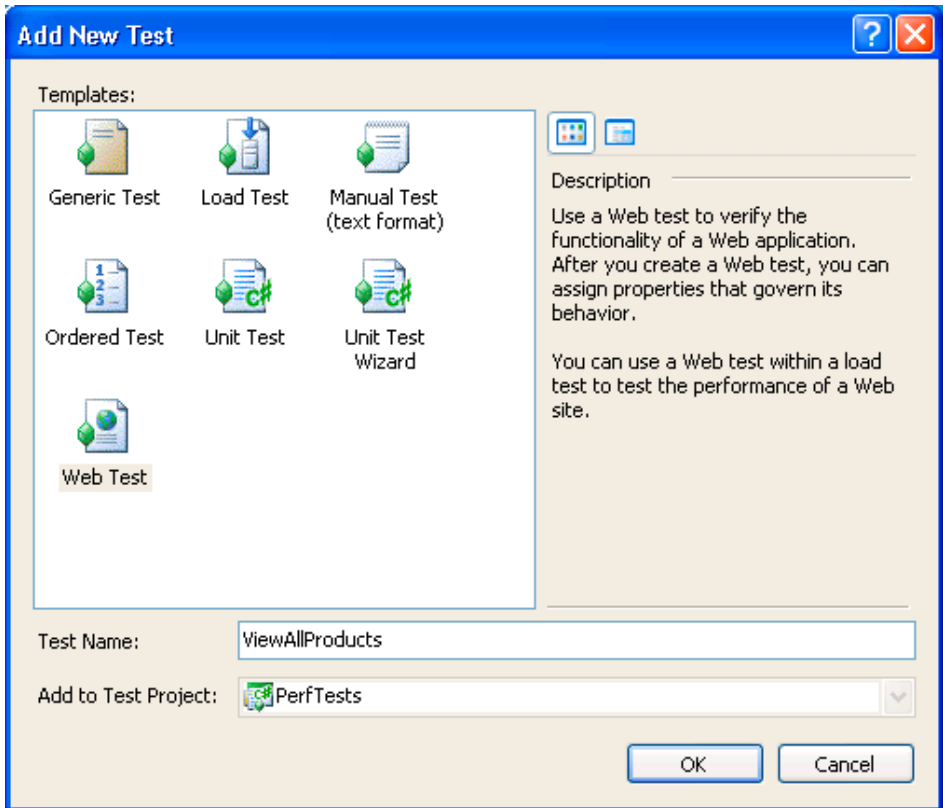 Add New Test
Templates:
Generic Test
Load Test
Manual Test
(text format)
Ordered Test
Unit Test
Unit Test
Wizard
Web Test
Description
Use a Web test to verify the
functionality of a Web application.
After you create a Web test, you can
assign properties that govern its
behavior.
You can use a Web test within a load
test to test the performance of a Web
site.
Test Name:
ViewAllProducts
Add to Test Project:
PerfTests
OK
Cancel